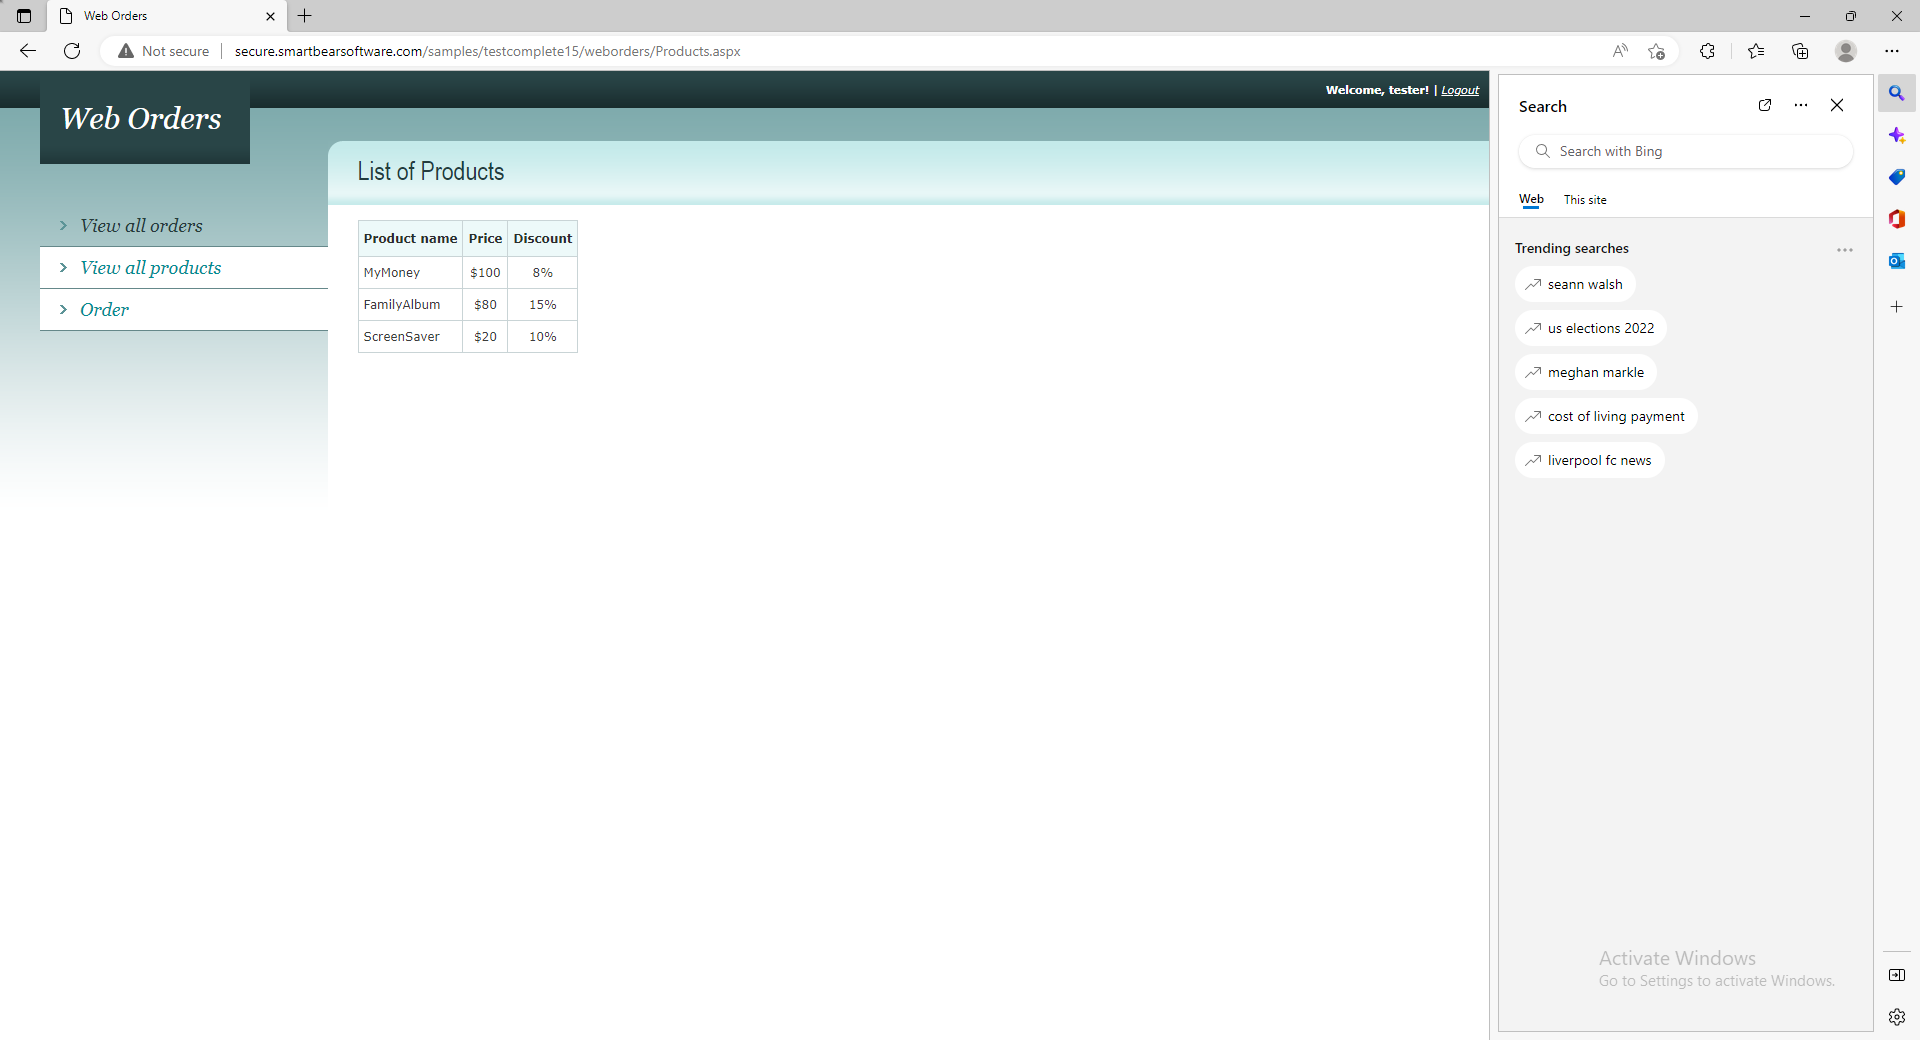 Web Orders
Not secure
secure.smartbearsoftware.com/samples/testcomplete15/weborders/Products.aspx
Welcome, tester! | Logout
Web Orders
List of Products
View all orders
View all products
Order
Product name Price Discount
MyMoney $100 8%
FamilyAlbum $80 15%
ScreenSaver $20 10%
Search
Search with Bing
Web This site
Trending searches
seann walsh
us elections 2022
meghan markle
cost of living payment
liverpool fc news
Activate Windows
Go to Settings to activate Windows.